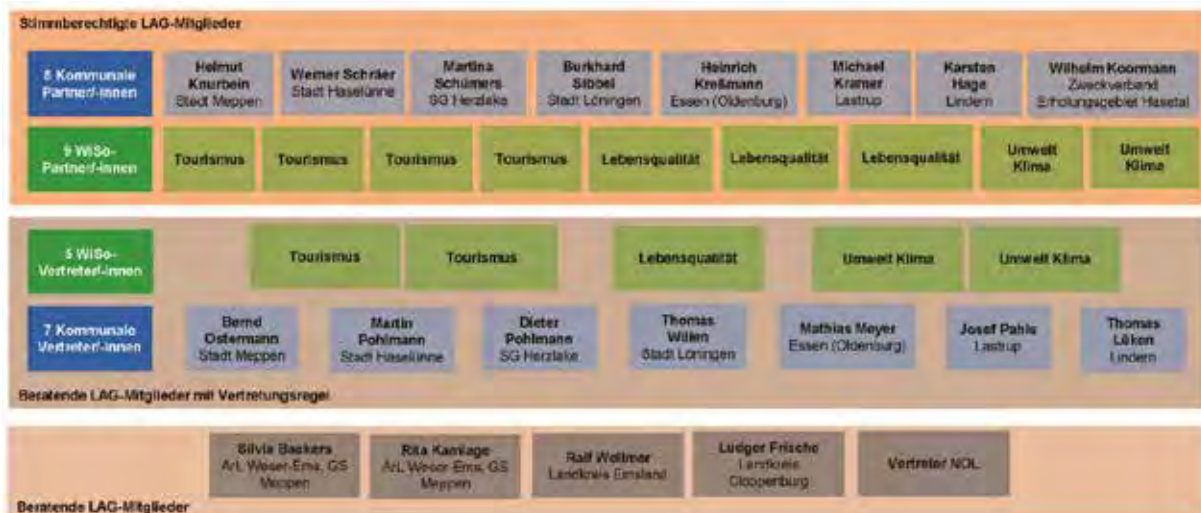 Stimmberechtigte LAG-Mitglieder
8 Kommunale
Partner/-innen
Helmut
Knurbein
Stadt Meppen
Werner Schräer
Stadt Haselünne
Martina
Schümers
SG Herzlake
Burkhard
Sibbel
Stadt Löningen
Heinrich
Kreßmann
Essen (Oldenburg)
Michael
Kramer
Lastrup
Karsten
Hage
Lindern
Wilhelm Koormann
Zweckverband
Erholungsgebiet Hasetal
9 WiSo-
Partner/-innen
Tourismus
Tourismus
Tourismus
Tourismus
Lebensqualität
Lebensqualität
Lebensqualität
Umwelt
Klima
Umwelt
Klima
5 WiSo-
Vertreter/-innen
Tourismus
Tourismus
Lebensqualität
Umwelt Klima
Umwelt Klima
7 Kommunale
Vertreter/-innen
Bernd
Ostermann
Stadt Meppen
Martin
Pohlmann
Stadt Haselünne
Dieter
Pohlmann
SG Herzlake
Thomas
Willen
Stadt Löningen
Mathias Meyer
Essen (Oldenburg)
Josef Pahls
Lastrup
Thomas
Lüken
Lindern
Beratende LAG-Mitglieder mit Vertretungsregel
Silvia Backers
ArL Weser-Ems, GS
Meppen
Rita Kamlage
ArL Weser-Ems, GS
Meppen
Ralf Wellmer
Landkreis Emsland
Ludger Frische
Landkreis
Cloppenburg
Vertreter NOL
Beratende LAG-Mitglieder